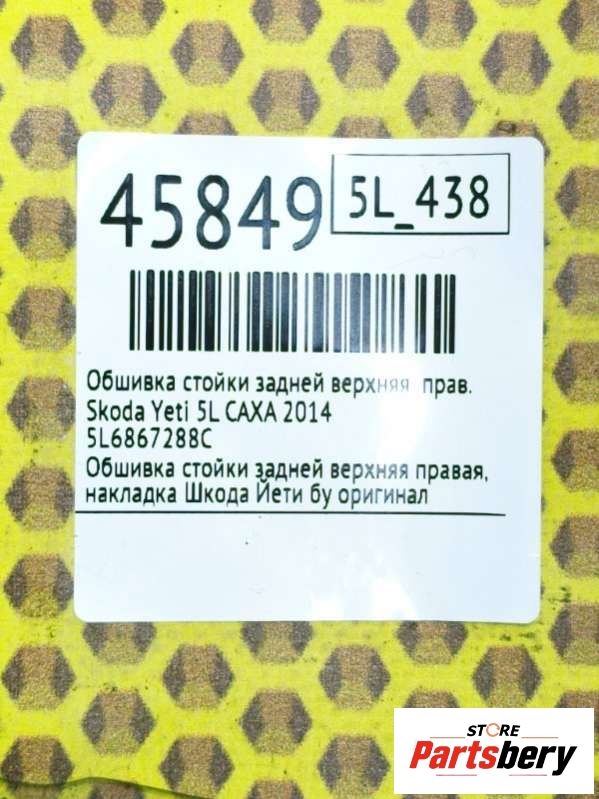 45849 5L_438
Обшивка стойки задней верхняя прав.
Skoda Yeti 5L CAXA 2014
5L6867288C
Обшивка стойки задней верхняя правая,
накладка Шкода Йети бу оригинал
STORE
Partsbery